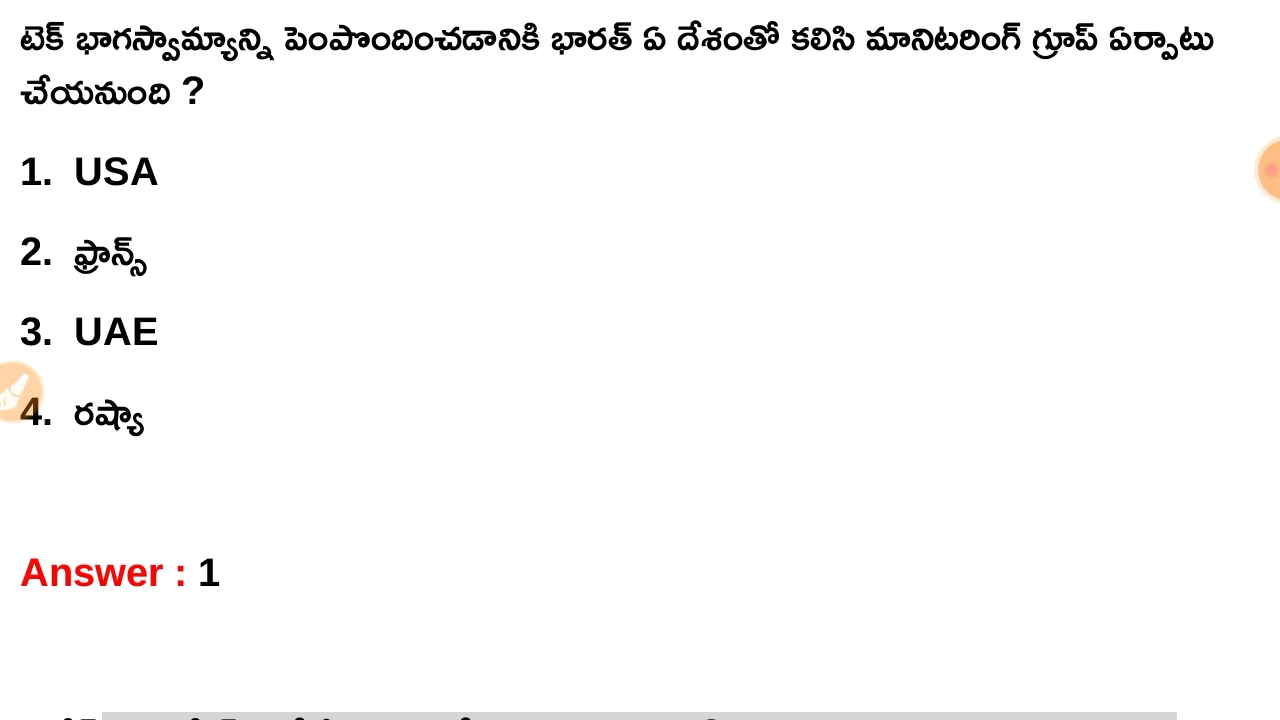 టెక్ భాగస్వామ్యాన్ని పెంపొందించడానికి భారత్ ఏ దేశంతో కలిసి మానిటరింగ్ గ్రూప్ ఏర్పాటు
చేయనుంది ?
1. USA
2. ఫ్రాన్స్
3. UAE
4. రష్యా
Answer : 1